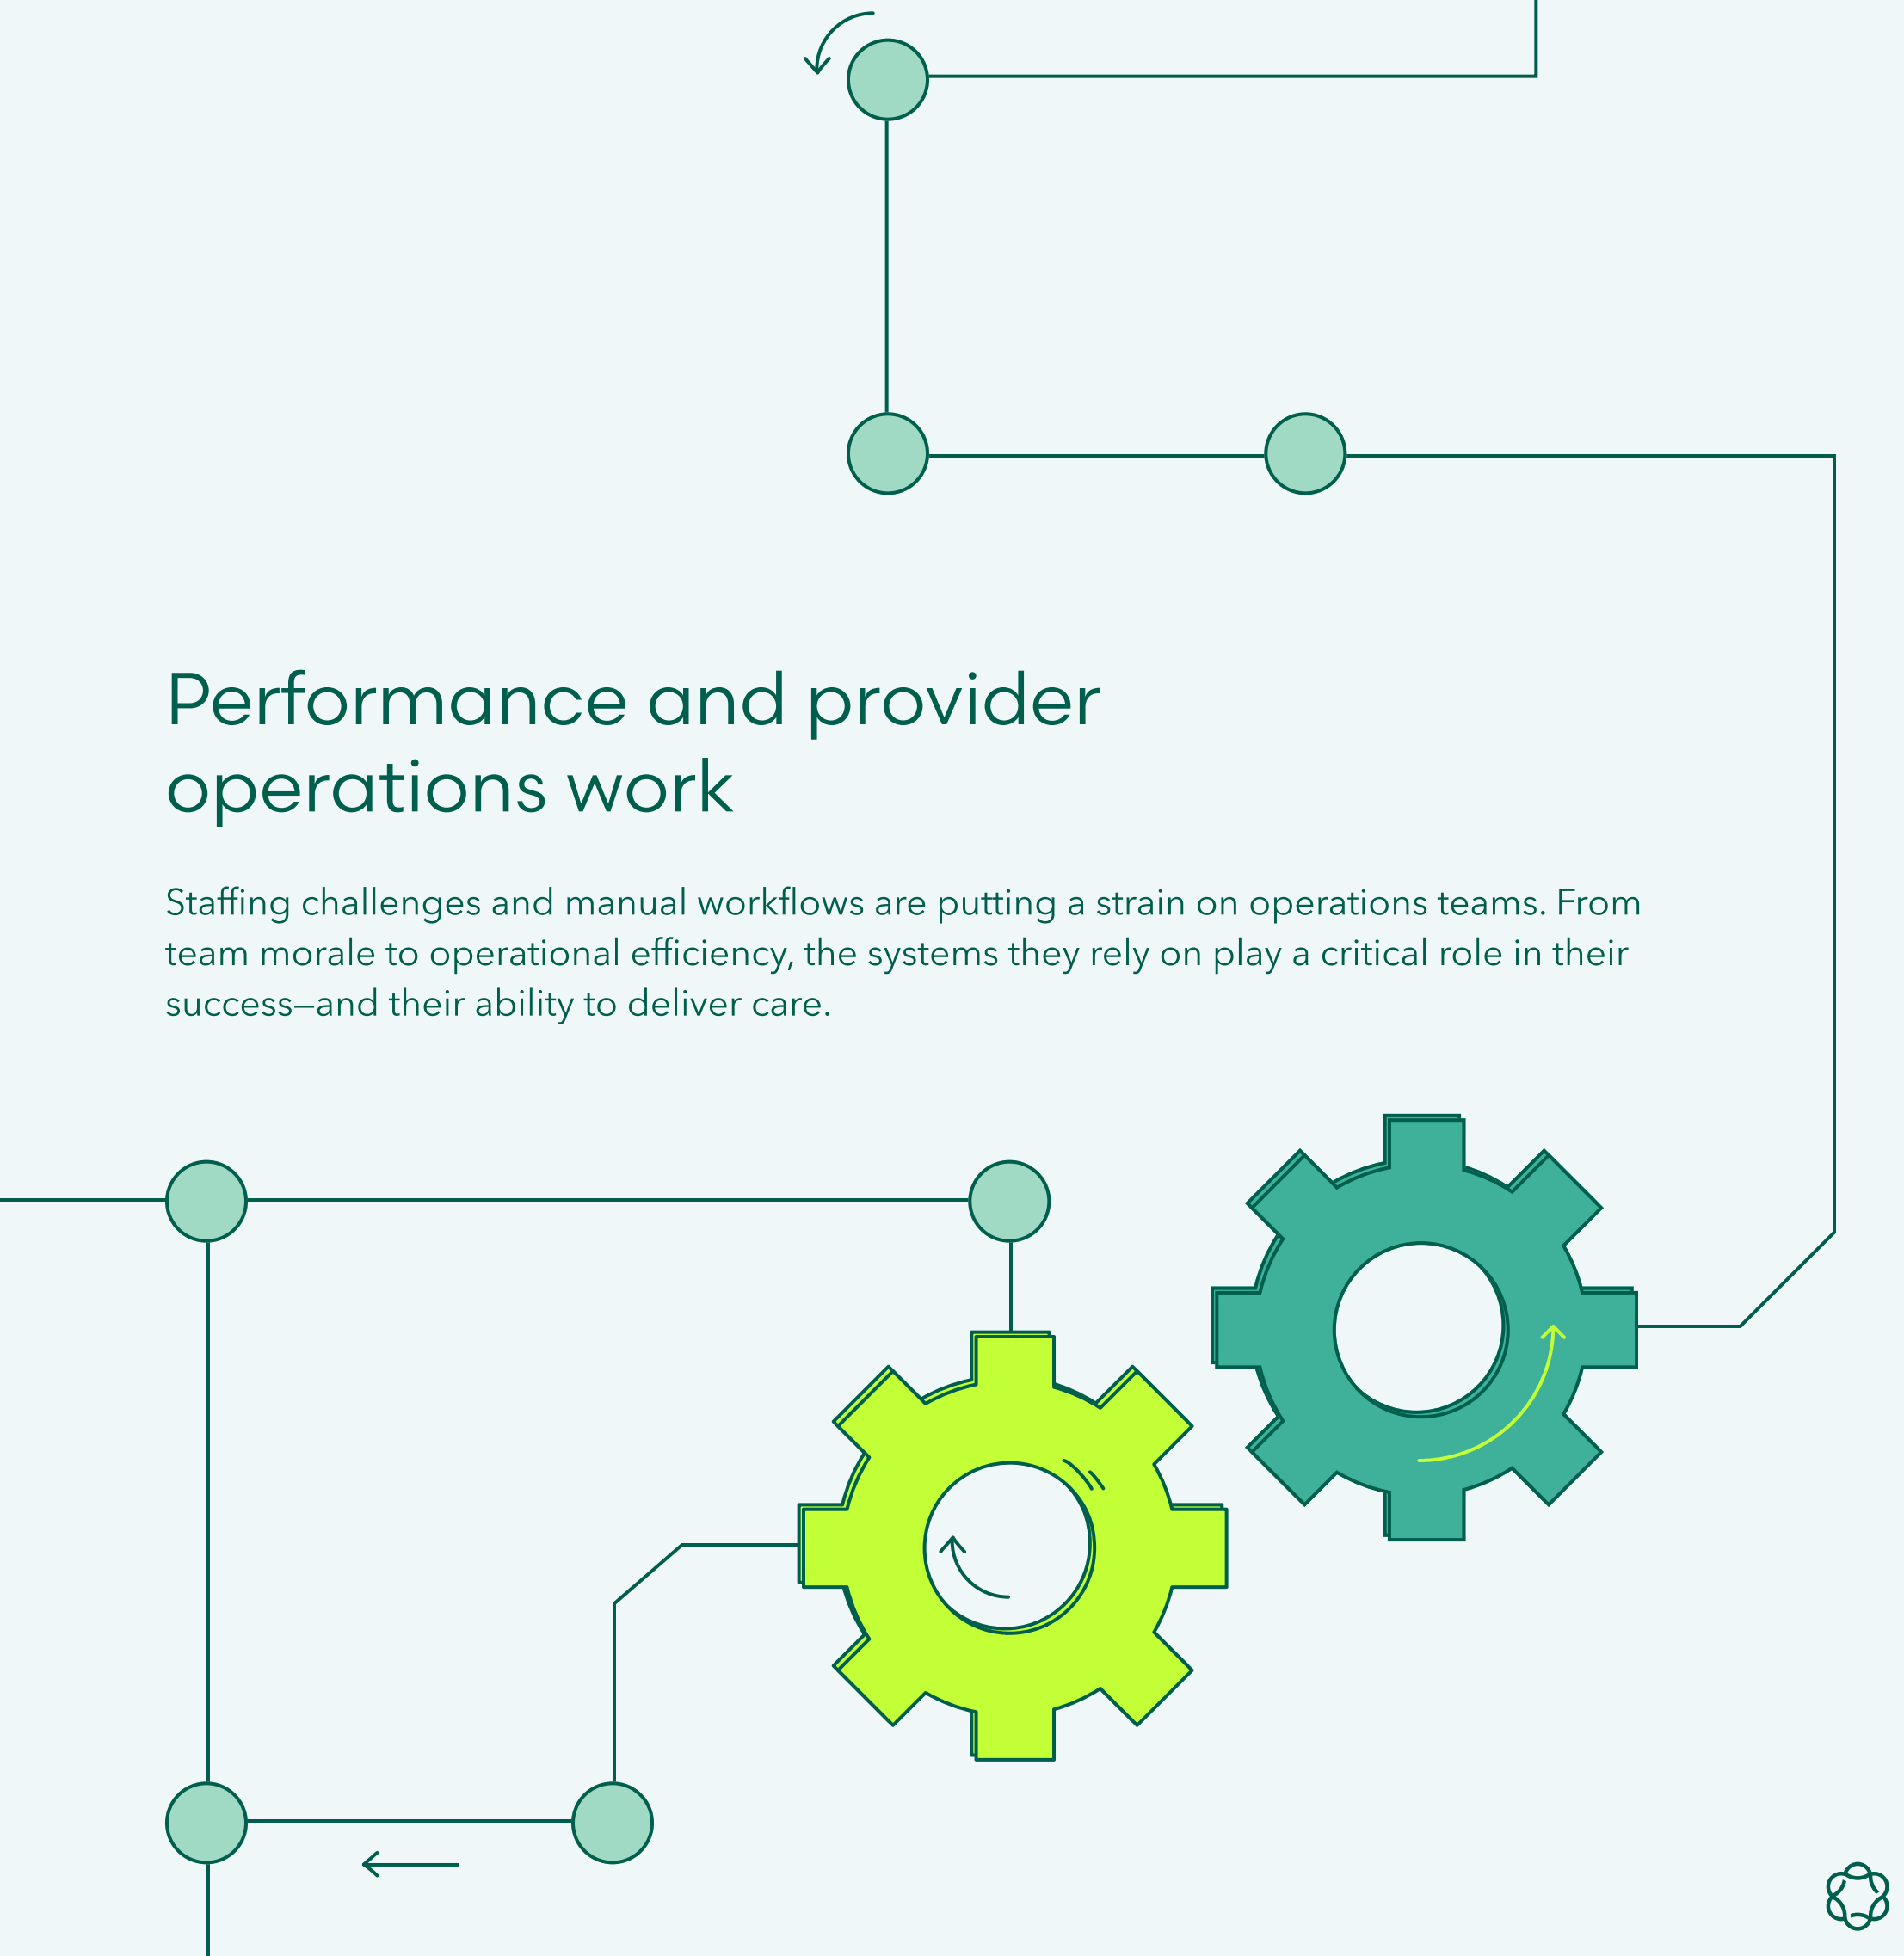 Performance and provider
operations work
Staffing challenges and manual workflows are putting a strain on operations teams. From
team morale to operational efficiency, the systems they rely on play a critical role in their
success—and their ability to deliver care.